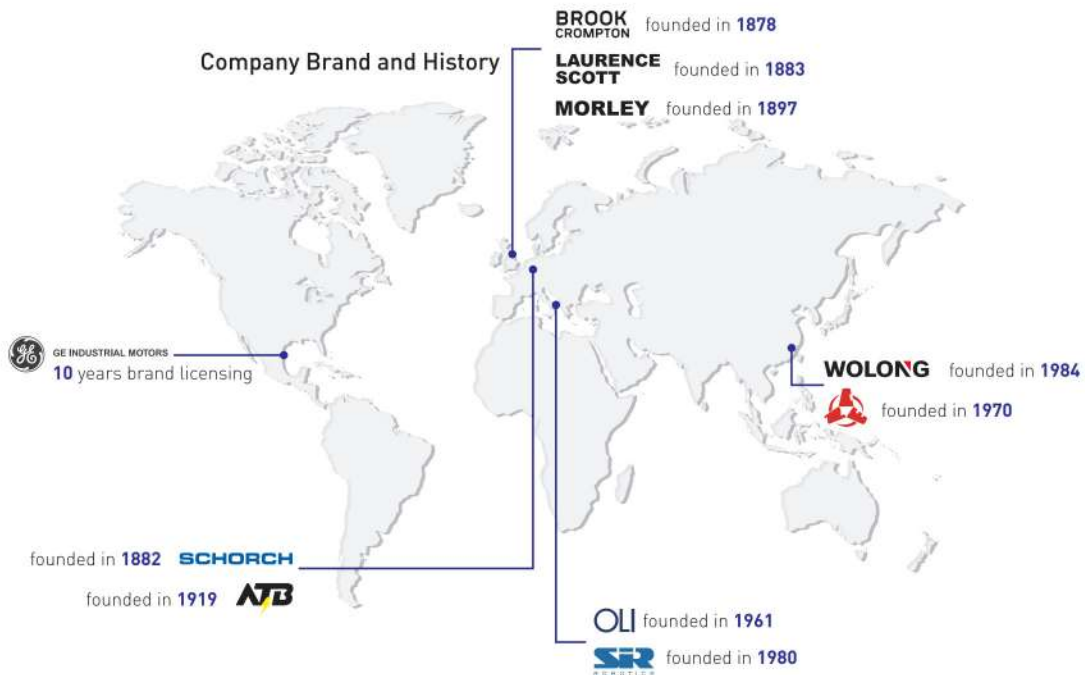 Company Brand and History
BROOK
CROMPTON
founded in 1878
LAURENCE
SCOTT
founded in 1883
MORLEY founded in 1897
GE GE INDUSTRIAL MOTORS
10 years brand licensing
WOLONG founded in 1984
founded in 1970
founded in 1882 SCHORCH
founded in 1919 ATB
OLI founded in 1961
SIR founded in 1980
ROBOTICS